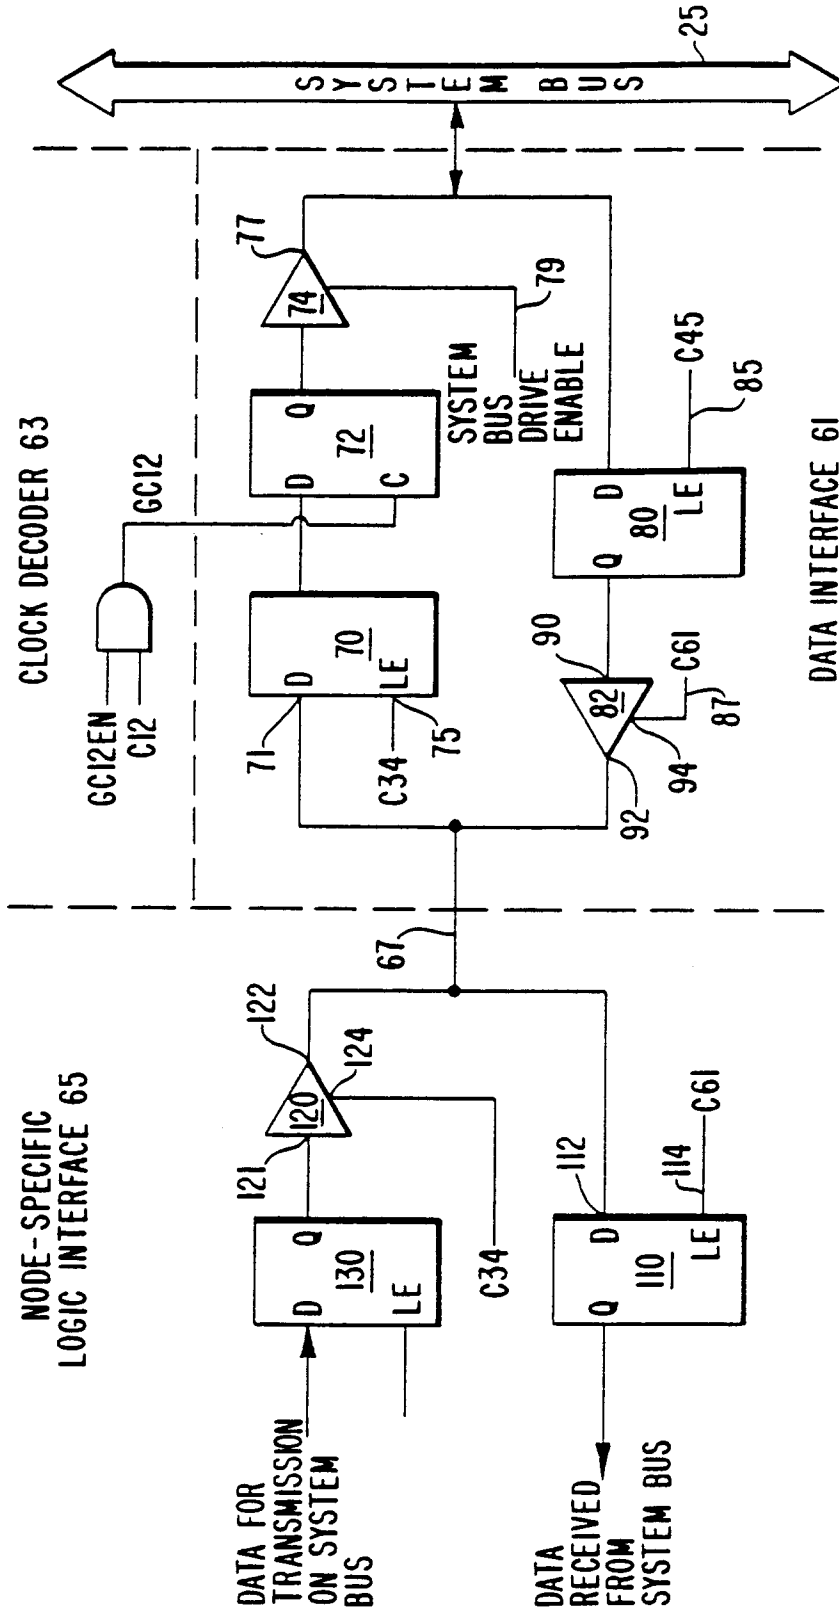 NODE-SPECIFIC
LOGIC INTERFACE 65
CLOCK DECODER 63
GC12EN
C12
GC12
DATA FOR
TRANSMISSION
ON SYSTEM
BUS
D
Q
130
LE
121
120
122
124
C34
67
71
D
70
LE
C34
75
D
Q
72
C
74
77
SYSTEM
BUS
DRIVE
ENABLE
79
SYSTEM BUS
25
DATA
RECEIVED
FROM
SYSTEM BUS
Q
D
110
LE
112
114
C61
92
82
90
94
C61
87
Q
D
80
LE
C45
85
DATA INTERFACE 61